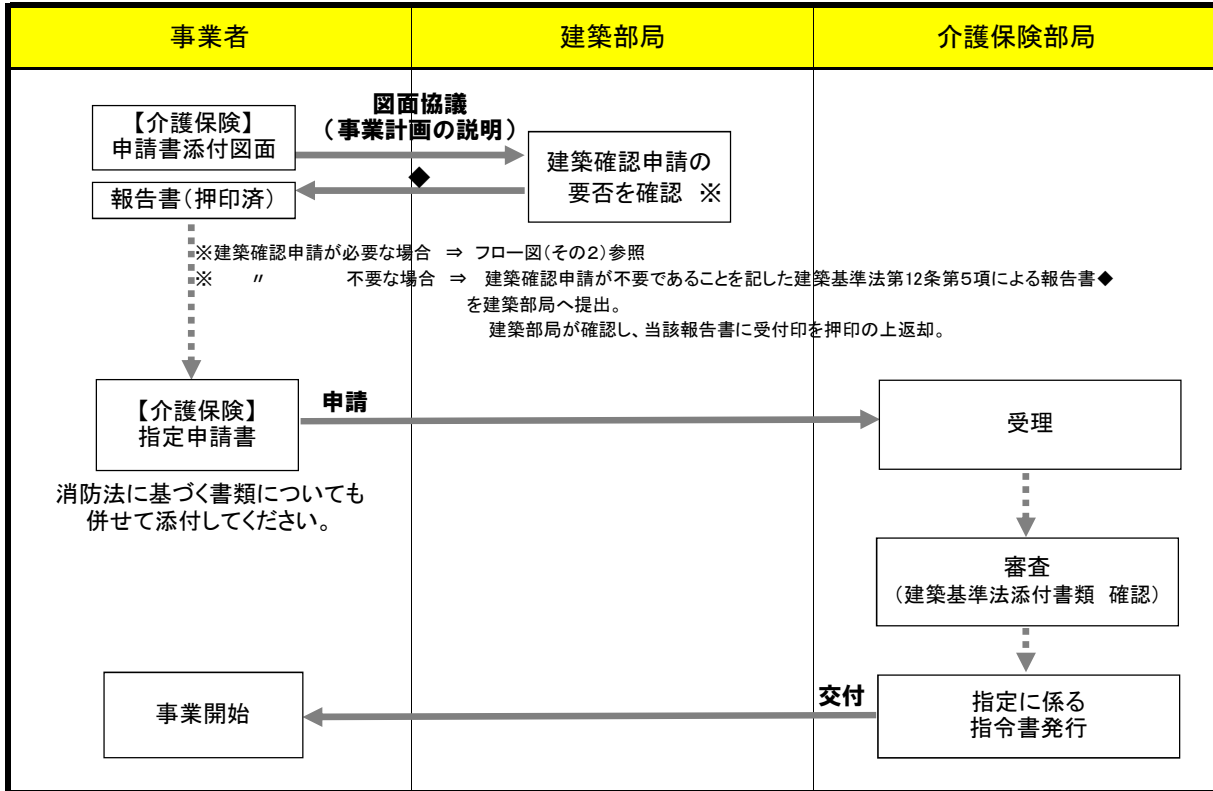 事業者
建築部局
介護保険部局
図面協議
（事業計画の説明）
【介護保険】
申請書添付図面
建築確認申請の
要否を確認　※
◆
報告書（押印済）
※建築確認申請が必要な場合　⇒　フロー図（その２）参照
※　　〃　　　　不要な場合　⇒　建築確認申請が不要であることを記した建築基準法第12条第５項による報告書◆
を建築部局へ提出。
建築部局が確認し、当該報告書に受付印を押印の上返却。
【介護保険】
指定申請書
申請
受理
消防法に基づく書類についても
併せて添付してください。
審査
（建築基準法添付書類　確認）
事業開始
交付
指定に係る
指令書発行